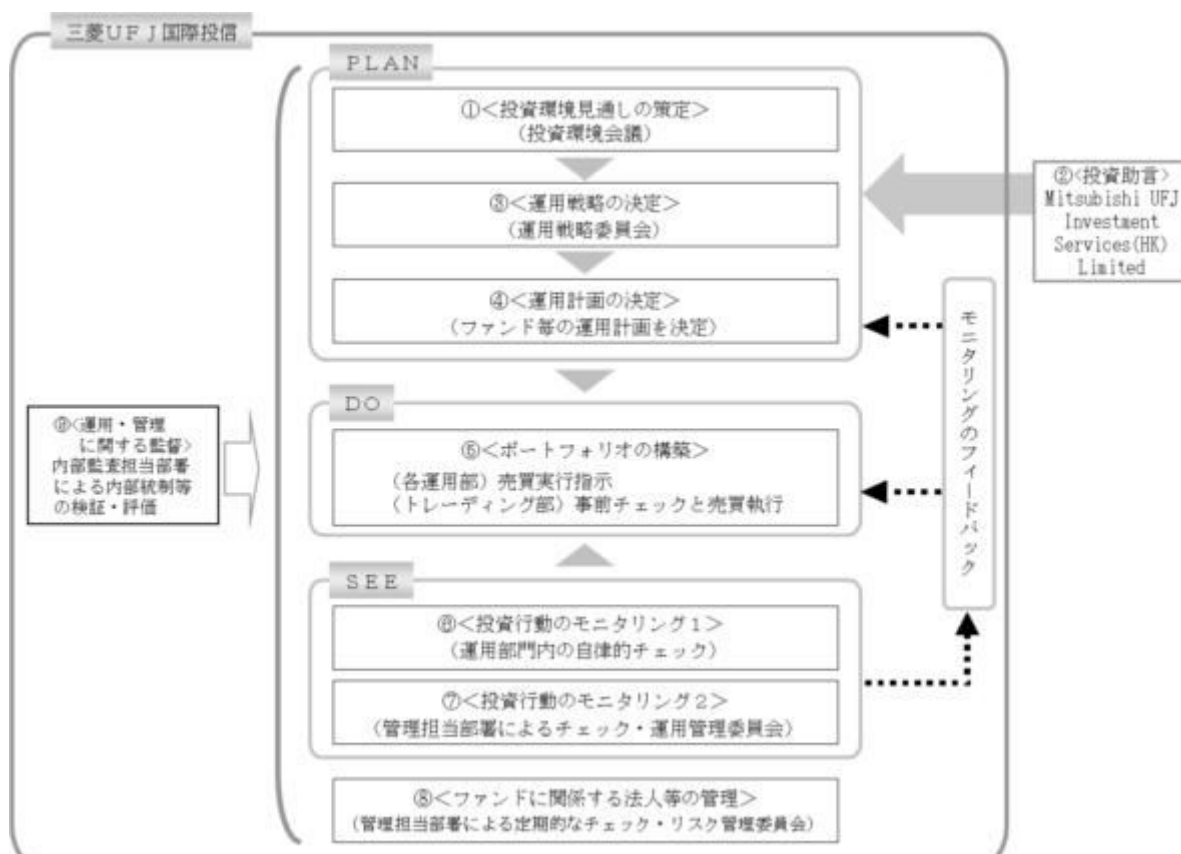 三菱ＵＦＪ国際投信
ＰＬＡＮ
①＜投資環境見通しの策定＞
（投資環境会議）
②＜投資助言＞
Mitsubishi UFJ
Investment
Services(HK)
Limited
③＜運用戦略の決定＞
（運用戦略委員会）
④＜運用計画の決定＞
（ファンド毎の運用計画を決定）
ＤＯ
⑤＜ポートフォリオの構築＞
（各運用部）売買実行指示
（トレーディング部）事前チェックと売買執行
ＳＥＥ
⑥＜投資行動のモニタリング１＞
（運用部門内の自律的チェック）
⑦＜投資行動のモニタリング２＞
（管理担当部署によるチェック・運用管理委員会）
⑧＜ファンドに関係する法人等の管理＞
（管理担当部署による定期的なチェック・リスク管理委員会）
⑨＜運用・管理
に関する監督＞
内部監査担当部署
による内部統制等
の検証・評価
モニタリングのフィードバック